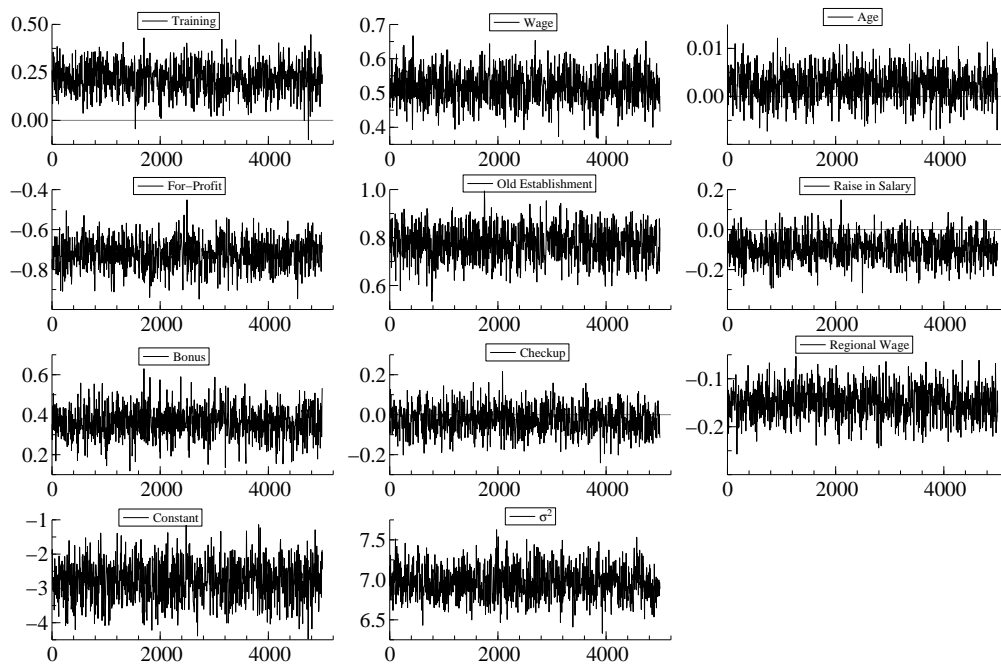 Training
0.50
0.25
0.00
0 2000 4000
Wage
0.7
0.6
0.5
0.4
0 2000 4000
Age
0.01
0.00
0 2000 4000
For−Profit
−0.4
−0.6
−0.8
0 2000 4000
Old Establishment
1.0
0.8
0.6
0 2000 4000
Raise in Salary
0.2
0.0
−0.2
0 2000 4000
Bonus
0.6
0.4
0.2
0 2000 4000
Checkup
0.2
0.0
−0.2
0 2000 4000
Regional Wage
−0.1
−0.2
0 2000 4000
Constant
−1
−2
−3
−4
0 2000 4000
σ²
7.5
7.0
6.5
0 2000 4000